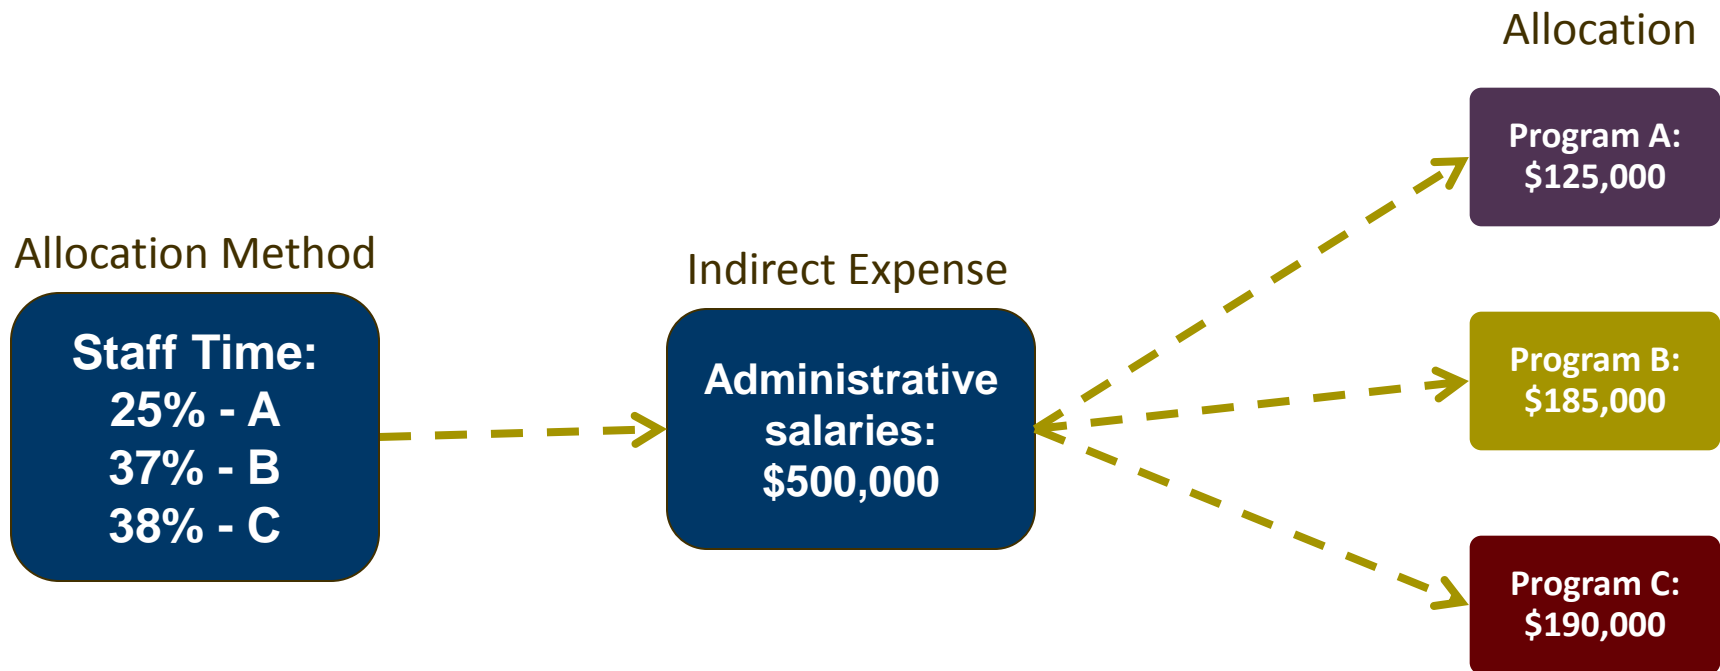 Allocation Method
Staff Time:
25% - A
37% - B
38% - C
Indirect Expense
Administrative
salaries:
$500,000
Allocation
Program A:
$125,000
Program B:
$185,000
Program C:
$190,000